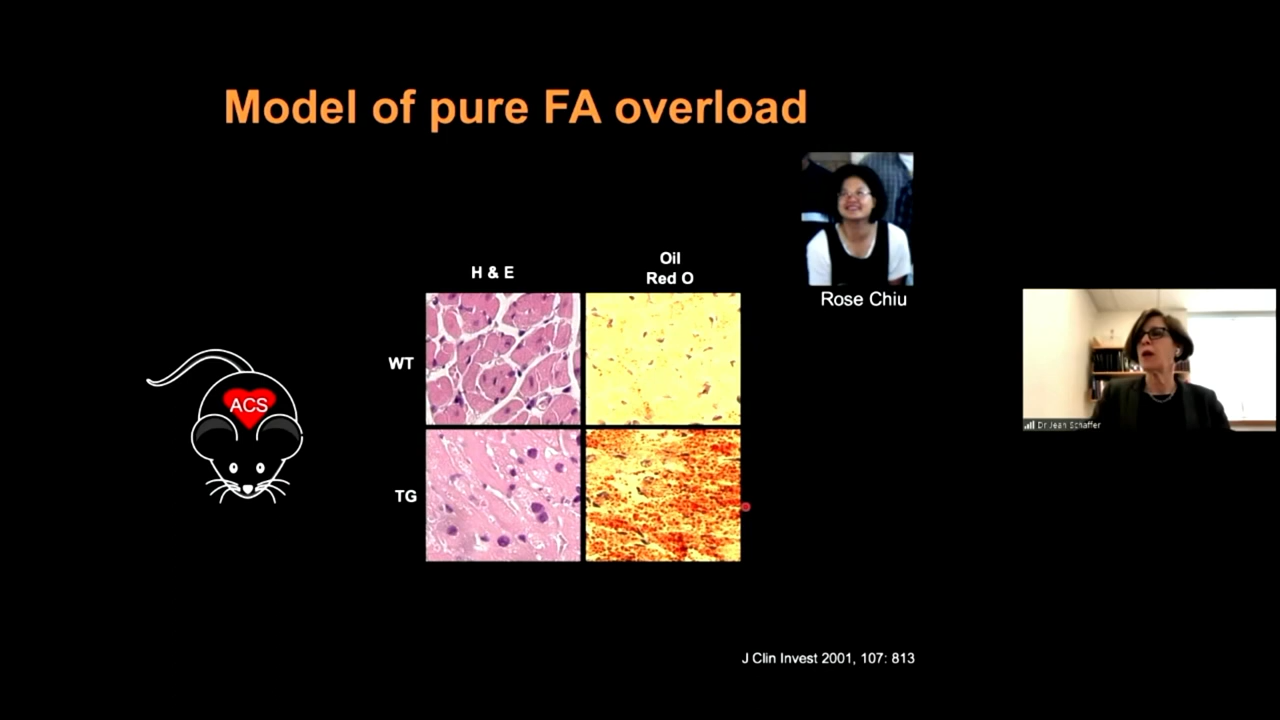 Model of pure FA overload
Rose Chiu
H & E
Oil
Red O
WT
ACS
TG
Dr Jean Schaffer
J Clin Invest 2001, 107: 813